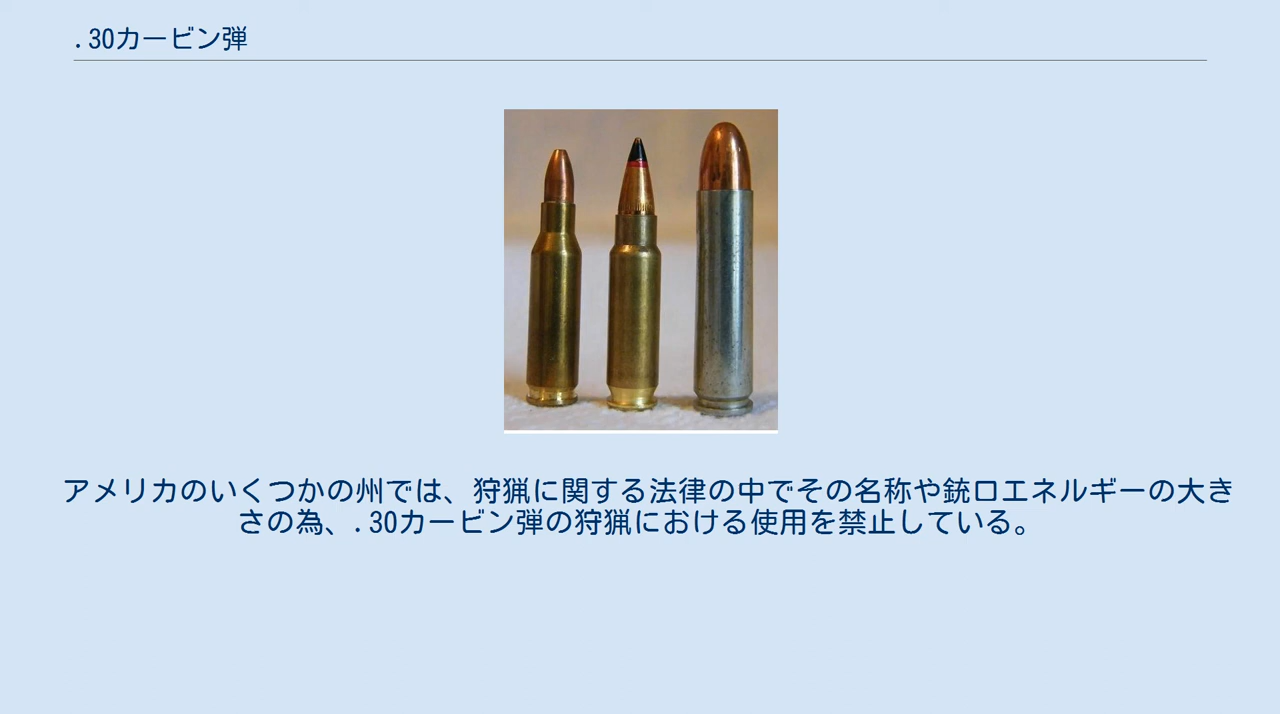 .30カービン弾
アメリカのいくつかの州では、狩猟に関する法律の中でその名称や銃口エネルギーの大き
さの為、.30カービン弾の狩猟における使用を禁止している。